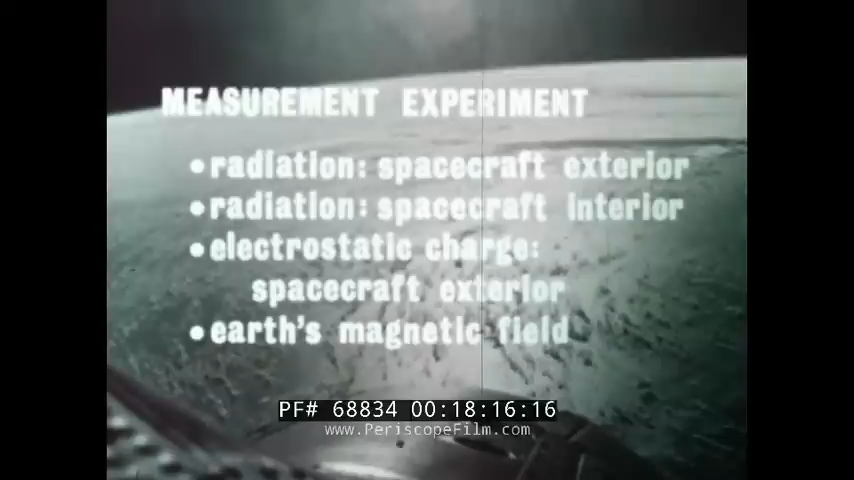 MEASUREMENT EXPERIMENT
• radiation: spacecraft exterior
• radiation: spacecraft interior
• electrostatic charge:
spacecraft exterior
• earth's magnetic field
PF# 68834 00:18:16:16
www.PeriscopeFilm.com